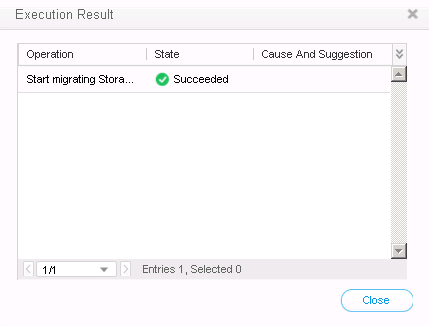 Execution Result
Operation State Cause And Suggestion
Start migrating Stora... Succeeded
1/1 Entries 1, Selected 0
Close